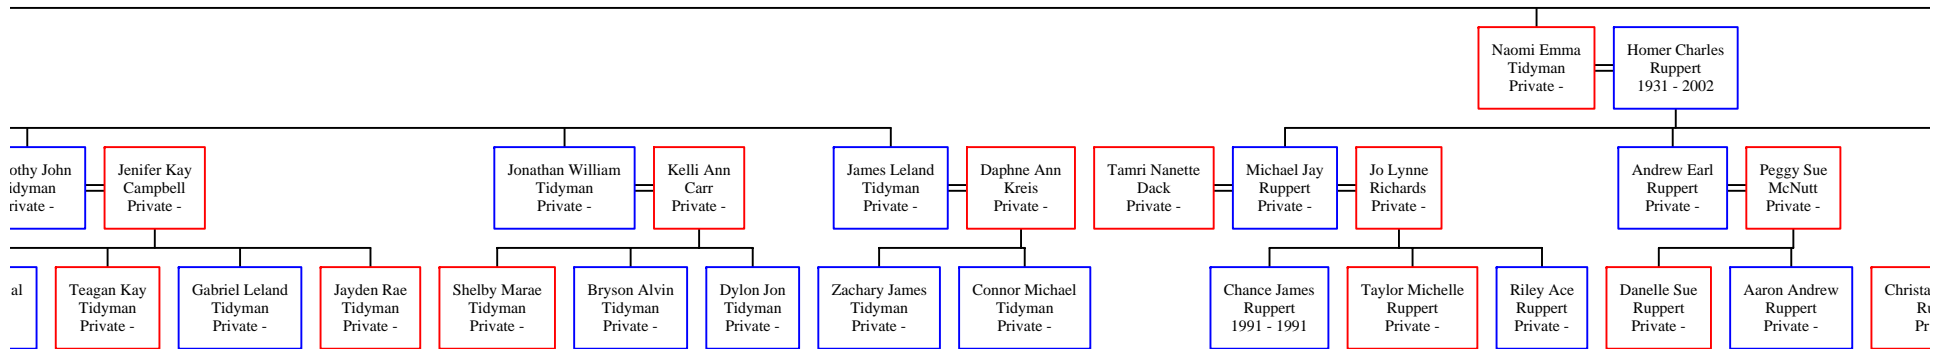 Naomi Emma
Tidyman
Private -
Homer Charles
Ruppert
1931 - 2002
John
Jenifer Kay
Campbell
Private -
Jonathan William
Tidyman
Private -
Kelli Ann
Carr
Private -
James Leland
Tidyman
Private -
Daphne Ann
Kreis
Private -
Tamri Nanette
Dack
Private -
Michael Jay
Ruppert
Private -
Jo Lynne
Richards
Private -
Andrew Earl
Ruppert
Private -
Peggy Sue
McNutt
Private -
Teagan Kay
Tidyman
Private -
Gabriel Leland
Tidyman
Private -
Jayden Rae
Tidyman
Private -
Shelby Marae
Tidyman
Private -
Bryson Alvin
Tidyman
Private -
Dylon Jon
Tidyman
Private -
Zachary James
Tidyman
Private -
Connor Michael
Tidyman
Private -
Chance James
Ruppert
1991 - 1991
Taylor Michelle
Ruppert
Private -
Riley Ace
Ruppert
Private -
Danelle Sue
Ruppert
Private -
Aaron Andrew
Ruppert
Private -